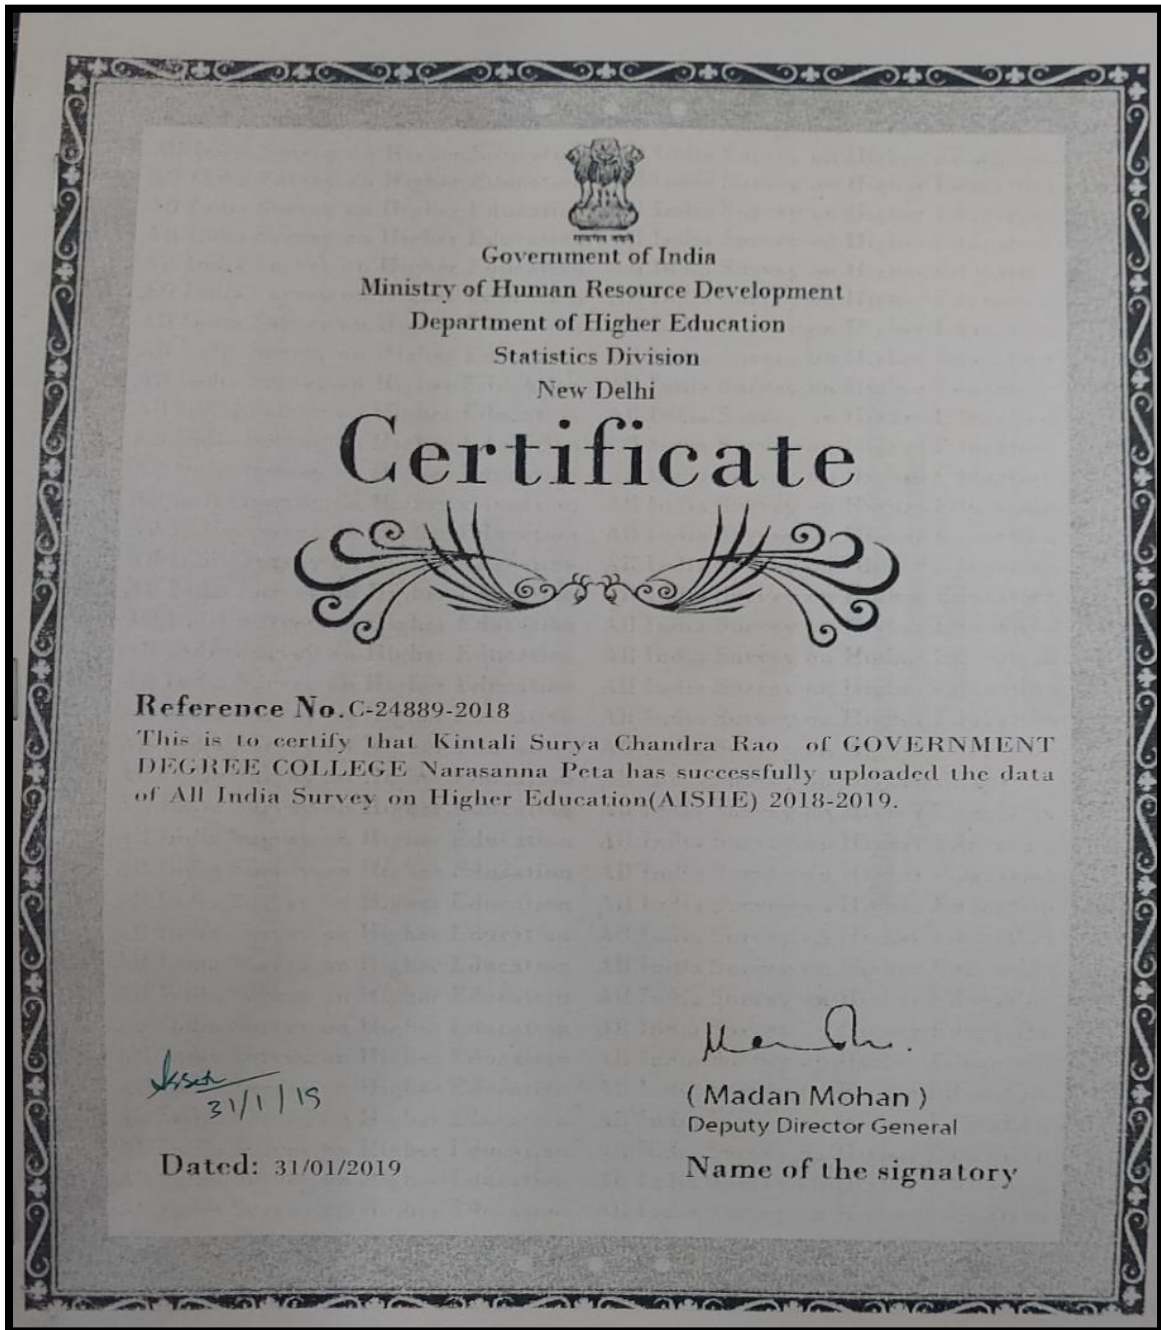 Government of India
Ministry of Human Resource Development
Department of Higher Education
Statistics Division
New Delhi
Certificate
Reference No.C-24889-2018
This is to certify that Kintali Surya Chandra Rao of GOVERNMENT
DEGREE COLLEGE Narasanna Peta has successfully uploaded the data
of All India Survey on Higher Education(AISHE) 2018-2019.
31/1/19
( Madan Mohan )
Deputy Director General
Dated: 31/01/2019
Name of the signatory